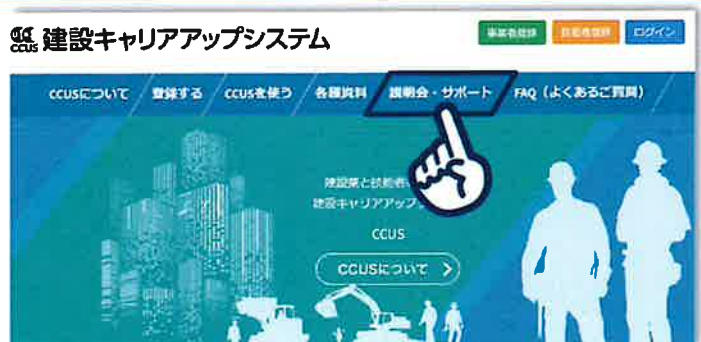 CCUS 建設キャリアアップシステム
事業者登録 技能者登録 ログイン
CCUSについて 登録する CCUSを使う 各種資料 説明会・サポート FAQ（よくあるご質問）
建設業と技能者
建設キャリアアップ
CCUS
CCUSについて